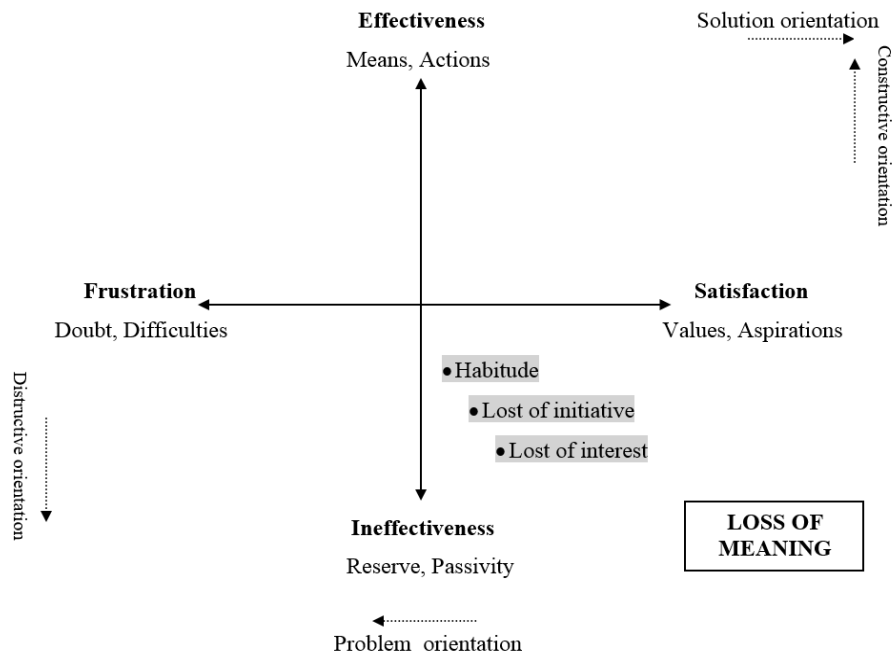 Effectiveness
Means, Actions
Solution orientation
Constructive orientation
Frustration
Doubt, Difficulties
Satisfaction
Values, Aspirations
• Habitude
• Lost of initiative
• Lost of interest
Distructive orientation
Ineffectiveness
Reserve, Passivity
LOSS OF
MEANING
Problem orientation